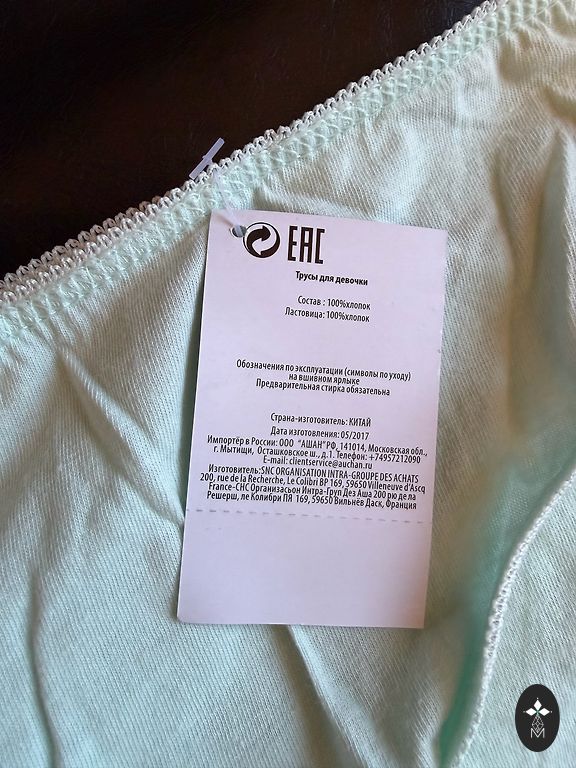 EAC
Трусы для девочки
Состав : 100%хлопок
Ластовица: 100%хлопок
Обозначения по эксплуатации (символы по уходу)
на вшивном ярлыке
Предварительная стирка обязательна
Страна-изготовитель: КИТАЙ
Дата изготовления: 05/2017
Импортёр в России: ООО "АШАН" РФ, 141014, Московская обл.,
г. Мытищи, Осташковское ш., д.1. Телефон: +74957212090
E-mail: clientservice@auchan.ru
Изготовитель:SNC ORGANISATION INTRA-GROUPE DES ACHATS
200, rue de la Recherche, Le Colibri BP 169, 59650 Villeneuve d'Ascq
France-СНС Организасьон Интра-Груп Дез Аша 200 рю де ла
Решерш, ле Колибри ПЯ 169, 59650 Вильнёв Даск, Франция
M